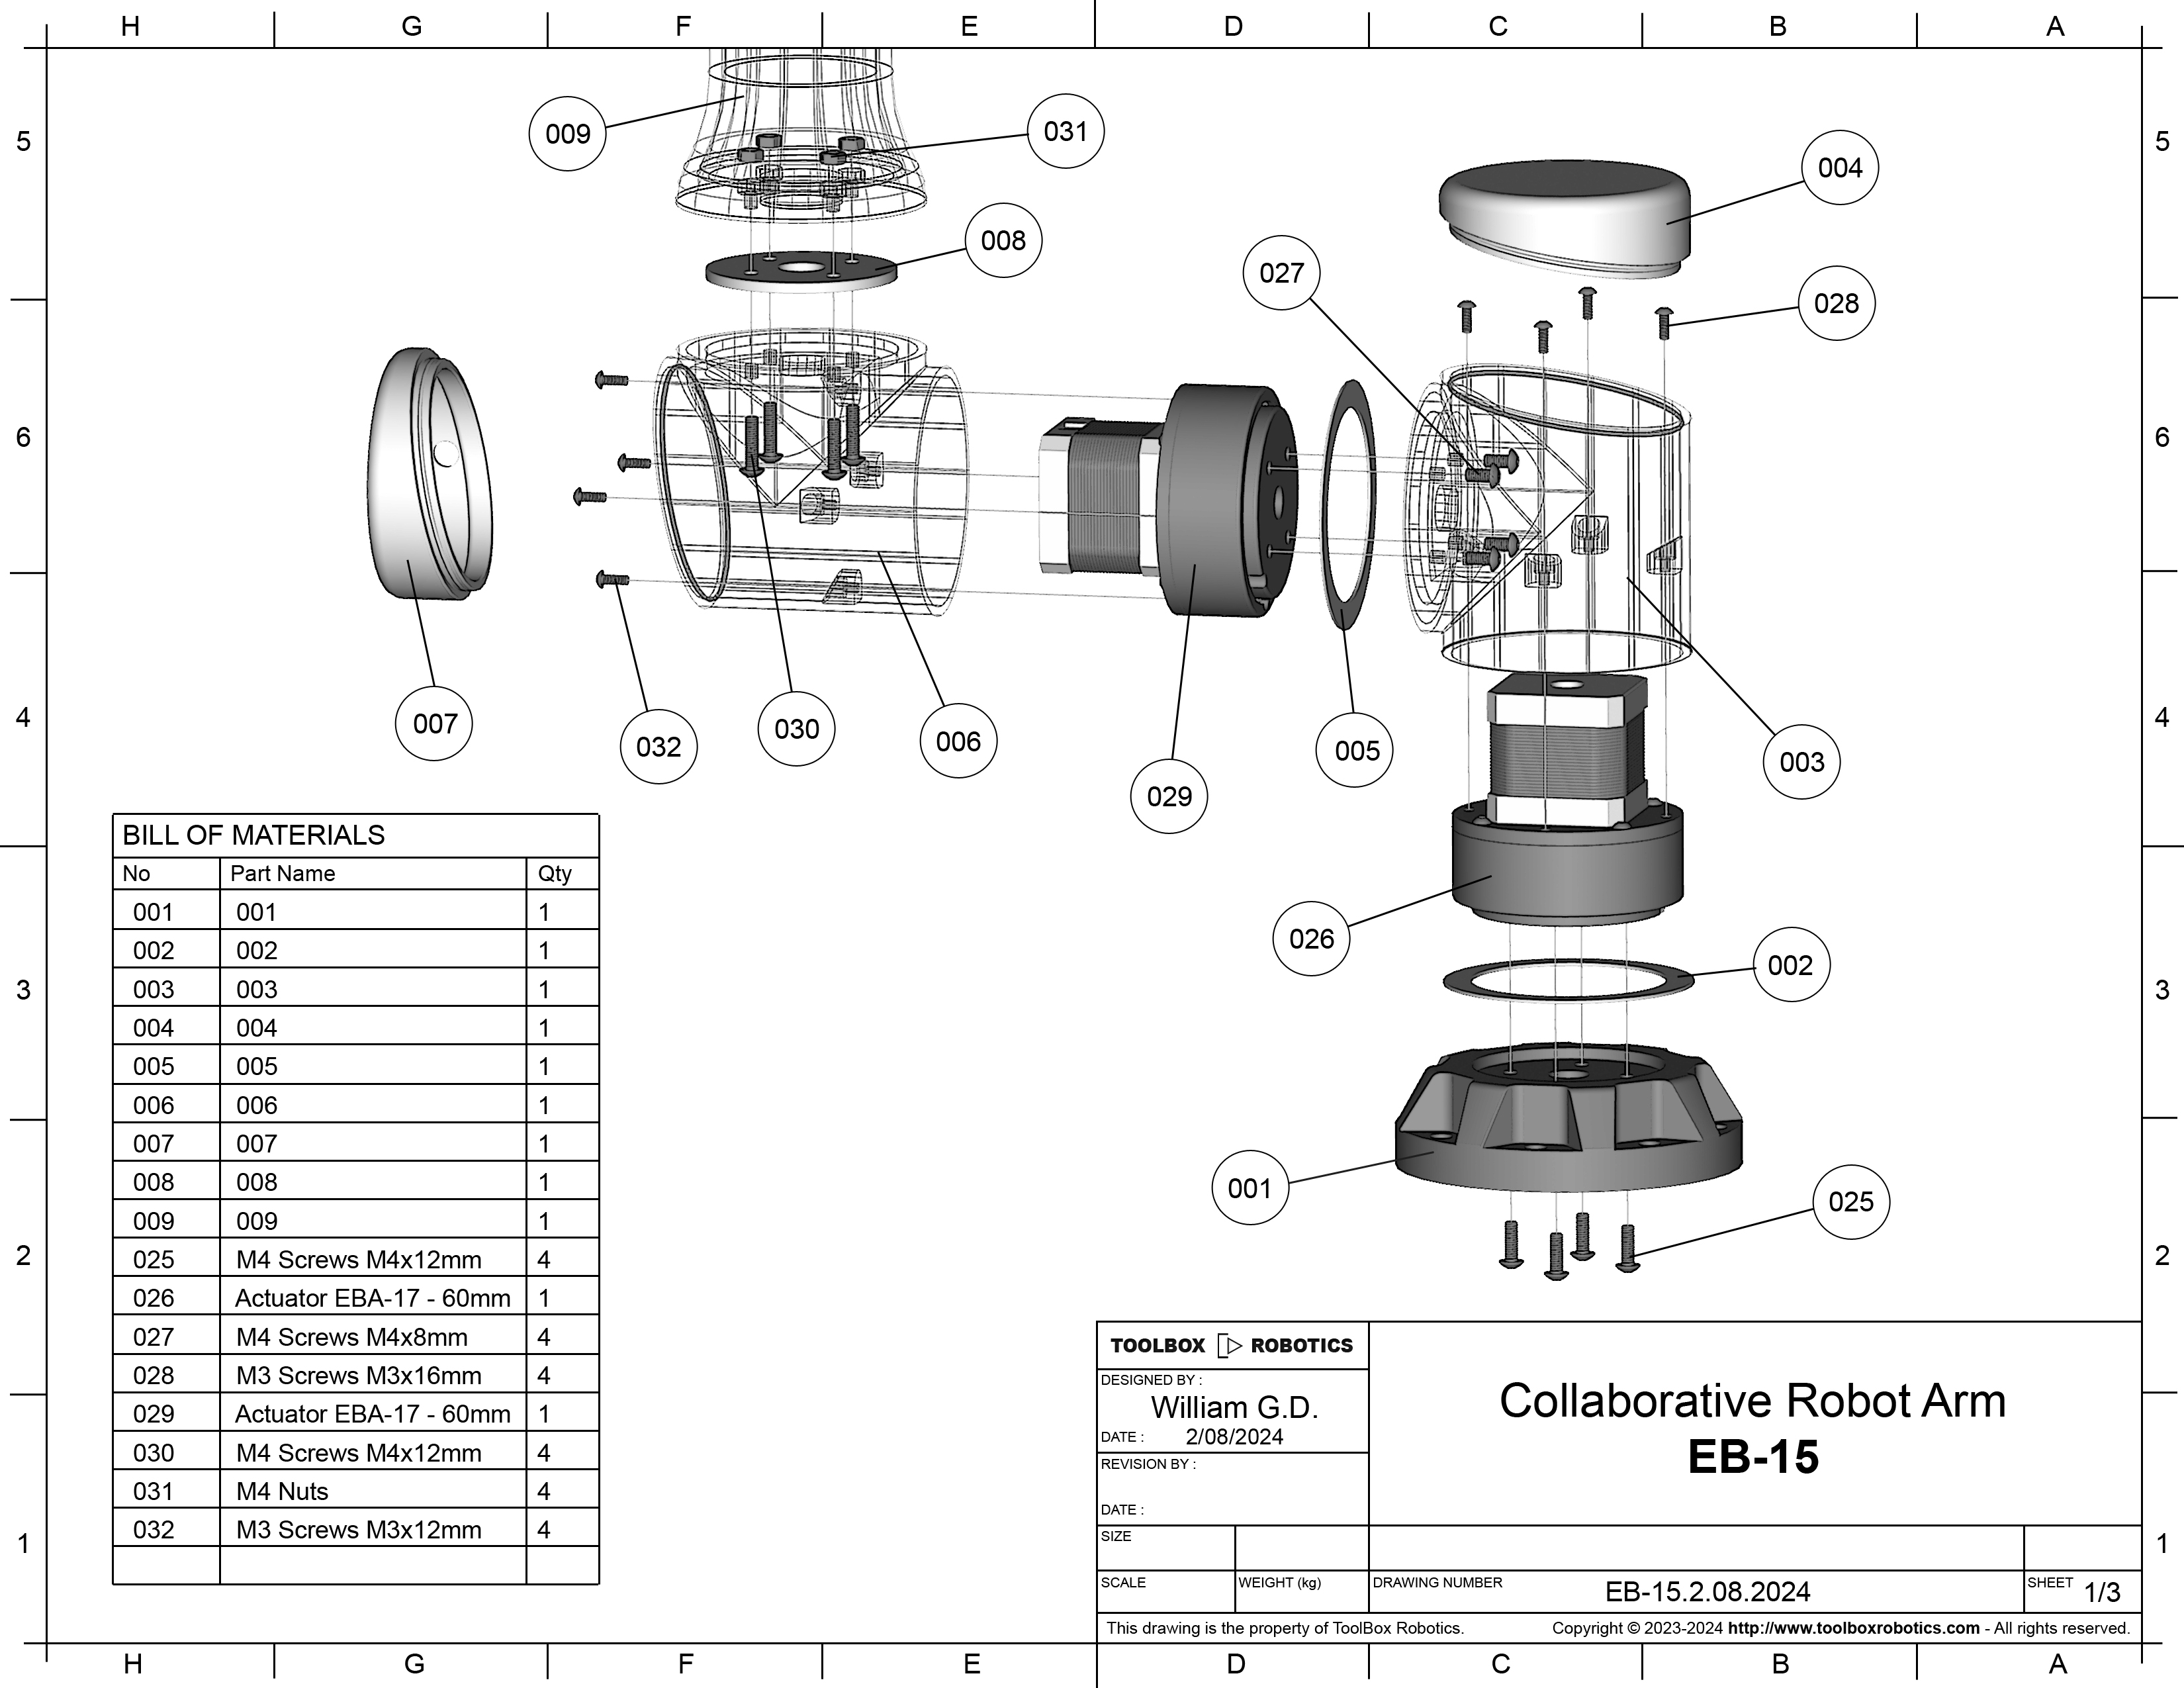 H G F E D C B A
5 5
6 6
4 4
3 3
2 2
1 1
009
031
004
008
027
028
007
032
030
006
029
005
003
026
002
001
025
BILL OF MATERIALS
No Part Name Qty
001 001 1
002 002 1
003 003 1
004 004 1
005 005 1
006 006 1
007 007 1
008 008 1
009 009 1
025 M4 Screws M4x12mm 4
026 Actuator EBA-17 - 60mm 1
027 M4 Screws M4x8mm 4
028 M3 Screws M3x16mm 4
029 Actuator EBA-17 - 60mm 1
030 M4 Screws M4x12mm 4
031 M4 Nuts 4
032 M3 Screws M3x12mm 4
TOOLBOX ROBOTICS
DESIGNED BY :
William G.D.
DATE : 2/08/2024
REVISION BY :
DATE :
Collaborative Robot Arm
EB-15
SIZE
SCALE WEIGHT (kg) DRAWING NUMBER EB-15.2.08.2024 SHEET 1/3
This drawing is the property of ToolBox Robotics. Copyright © 2023-2024 http://www.toolboxrobotics.com - All rights reserved.
H G F E D C B A